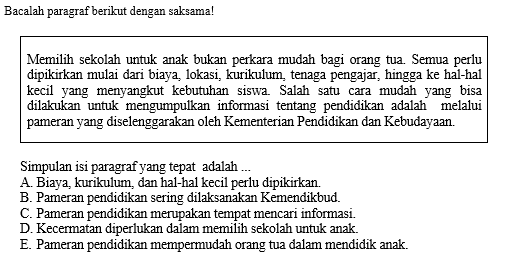 Bacalah paragraf berikut dengan saksama!
Memilih sekolah untuk anak bukan perkara mudah bagi orang tua. Semua perlu
dipikirkan mulai dari biaya, lokasi, kurikulum, tenaga pengajar, hingga ke hal-hal
kecil yang menyangkut kebutuhan siswa. Salah satu cara mudah yang bisa
dilakukan untuk mengumpulkan informasi tentang pendidikan adalah melalui
pameran yang diselenggarakan oleh Kementerian Pendidikan dan Kebudayaan.
Simpulan isi paragraf yang tepat adalah ...
A. Biaya, kurikulum, dan hal-hal kecil perlu dipikirkan.
B. Pameran pendidikan sering dilaksanakan Kemendikbud.
C. Pameran pendidikan merupakan tempat mencari informasi.
D. Kecermatan diperlukan dalam memilih sekolah untuk anak.
E. Pameran pendidikan mempermudah orang tua dalam mendidik anak.